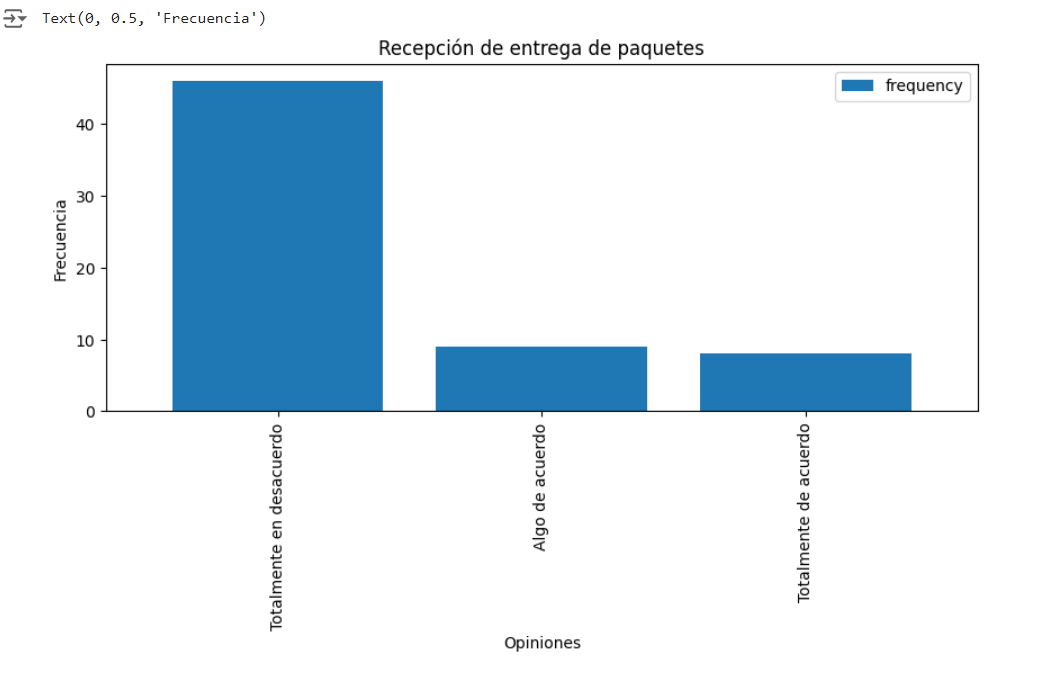 Text(0, 0.5, 'Frecuencia')
Recepción de entrega de paquetes
frequency
Frecuencia
40
30
20
10
0
Totalmente en desacuerdo
Algo de acuerdo
Totalmente de acuerdo
Opiniones